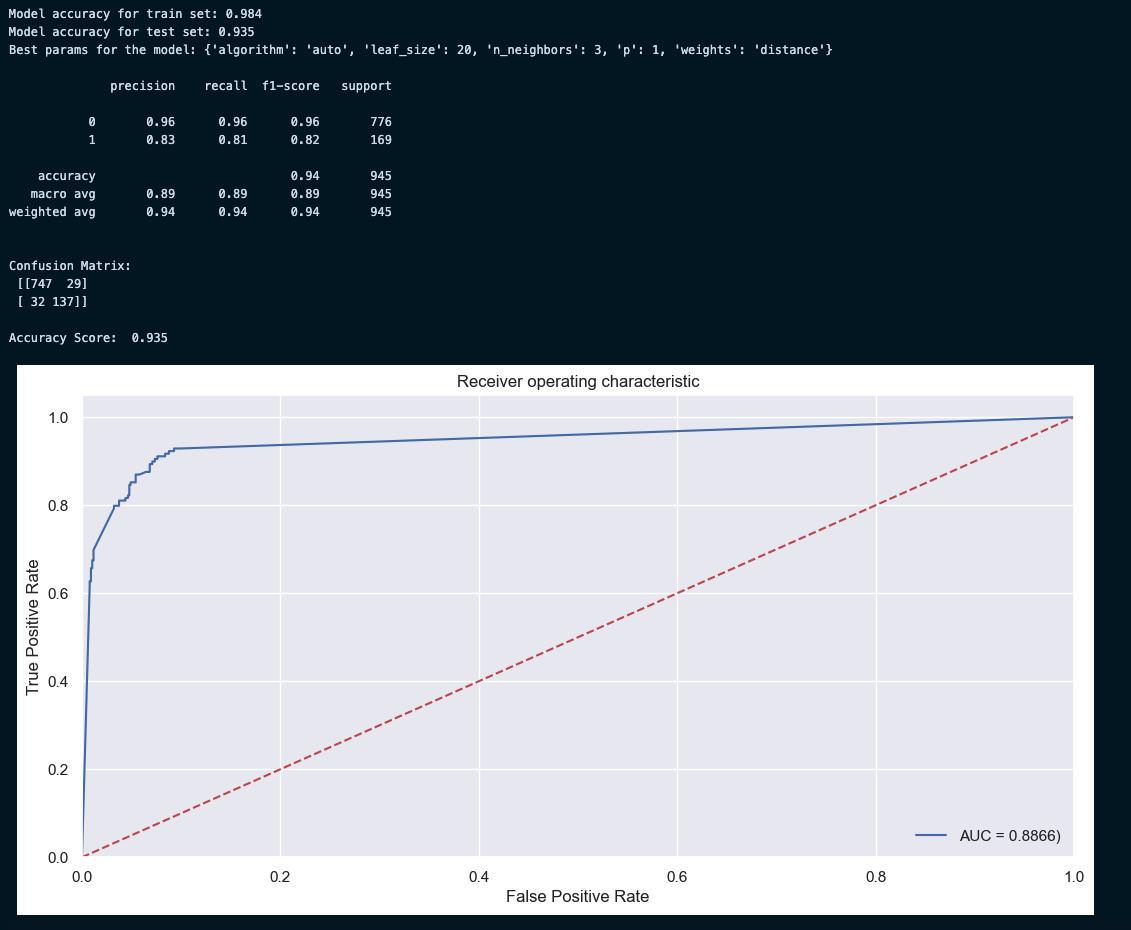 Model accuracy for train set: 0.984
Model accuracy for test set: 0.935
Best params for the model: {'algorithm': 'auto', 'leaf_size': 20, 'n_neighbors': 3, 'p': 1, 'weights': 'distance'}
precision recall f1-score support
0 0.96 0.96 0.96 776
1 0.83 0.81 0.82 169
accuracy 0.94 945
macro avg 0.89 0.89 0.89 945
weighted avg 0.94 0.94 0.94 945
Confusion Matrix:
[[747 29]
[ 32 137]]
Accuracy Score: 0.935
Receiver operating characteristic
1.0
0.8
0.6
0.4
0.2
0.0
True Positive Rate
AUC = 0.8866)
0.0 0.2 0.4 0.6 0.8 1.0
False Positive Rate